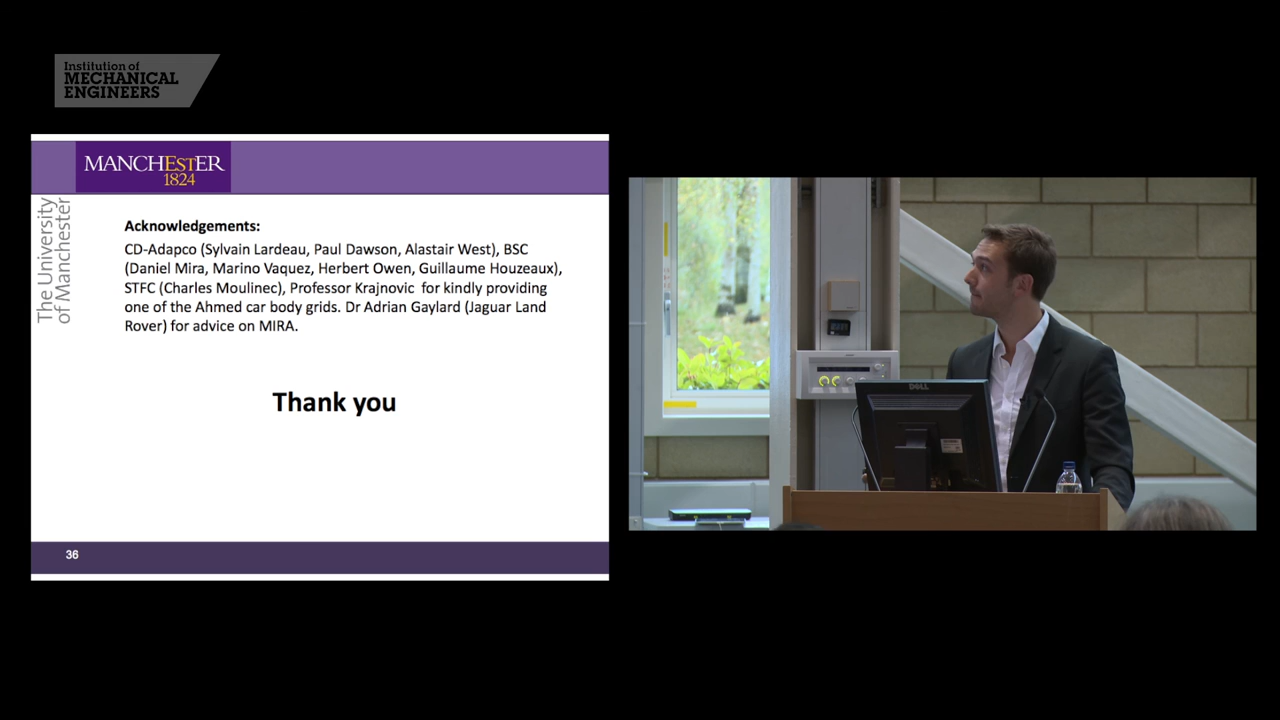 Institution of
MECHANICAL
ENGINEERS
MANCHESTER
1824
The University
of Manchester
Acknowledgements:
CD-Adapco (Sylvain Lardeau, Paul Dawson, Alastair West), BSC
(Daniel Mira, Marino Vaquez, Herbert Owen, Guillaume Houzeaux),
STFC (Charles Moulinec), Professor Krajnovic for kindly providing
one of the Ahmed car body grids. Dr Adrian Gaylard (Jaguar Land
Rover) for advice on MIRA.
Thank you
36
DELL